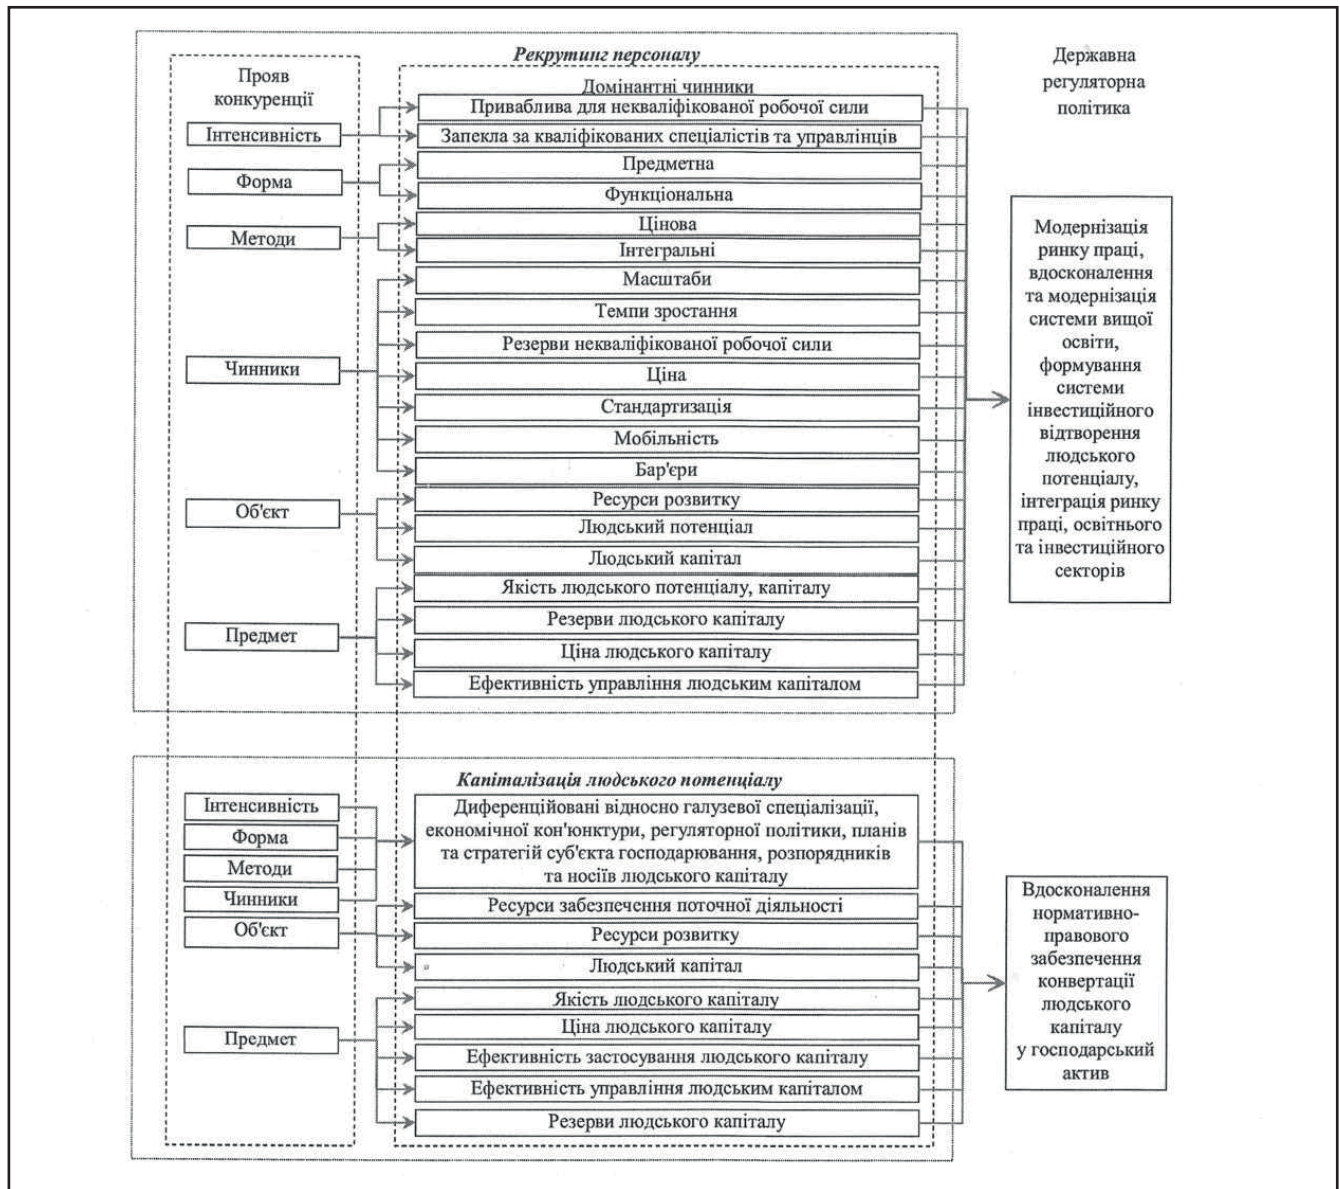 Рекрутинг персоналу
Прояв
конкуренції
Домінантні чинники
Державна
регуляторна
політика
Інтенсивність
Приваблива для некваліфікованої робочої сили
Запекла за кваліфікованих спеціалістів та управлінців
Форма
Предметна
Функціональна
Методи
Цінова
Інтегральні
Чинники
Масштаби
Темпи зростання
Резерви некваліфікованої робочої сили
Ціна
Стандартизація
Мобільність
Бар'єри
Об'єкт
Ресурси розвитку
Людський потенціал
Людський капітал
Предмет
Якість людського потенціалу, капіталу
Резерви людського капіталу
Ціна людського капіталу
Ефективність управління людським капіталом
Модернізація
ринку праці,
вдосконалення
та модернізація
системи вищої
освіти,
формування
системи
інвестиційного
відтворення
людського
потенціалу,
інтеграція ринку
праці, освітнього
та інвестиційного
секторів
Капіталізація людського потенціалу
Інтенсивність
Форма
Методи
Чинники
Диференційовані відносно галузевої спеціалізації,
економічної кон'юнктури, регуляторної політики, планів
та стратегій суб'єкта господарювання, розпорядників
та носіїв людського капіталу
Об'єкт
Ресурси забезпечення поточної діяльності
Ресурси розвитку
Людський капітал
Предмет
Якість людського капіталу
Ціна людського капіталу
Ефективність застосування людського капіталу
Ефективність управління людським капіталом
Резерви людського капіталу
Вдосконалення
нормативно-
правового
забезпечення
конвертації
людського
капіталу
у господарський
актив